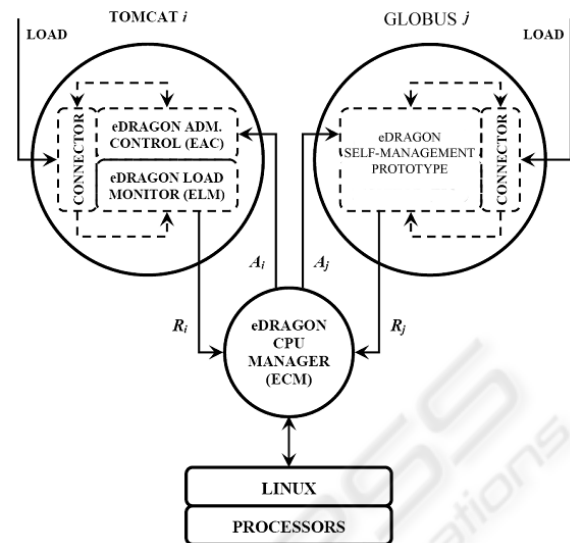 TOMCAT i
GLOBUS j
LOAD
LOAD
CONNECTOR
eDRAGON ADM.
CONTROL (EAC)
eDRAGON LOAD
MONITOR (ELM)
eDRAGON
SELF-MANAGEMENT
PROTOTYPE
CONNECTOR
Ai
Aj
Ri
Rj
eDRAGON
CPU
MANAGER
(ECM)
LINUX
PROCESSORS